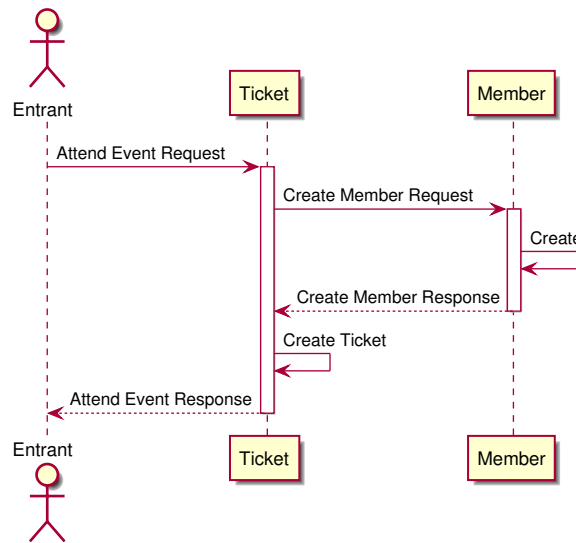 Entrant
Ticket
Member
Attend Event Request
Create Member Request
Create
Create Member Response
Create Ticket
Attend Event Response
Entrant
Ticket
Member